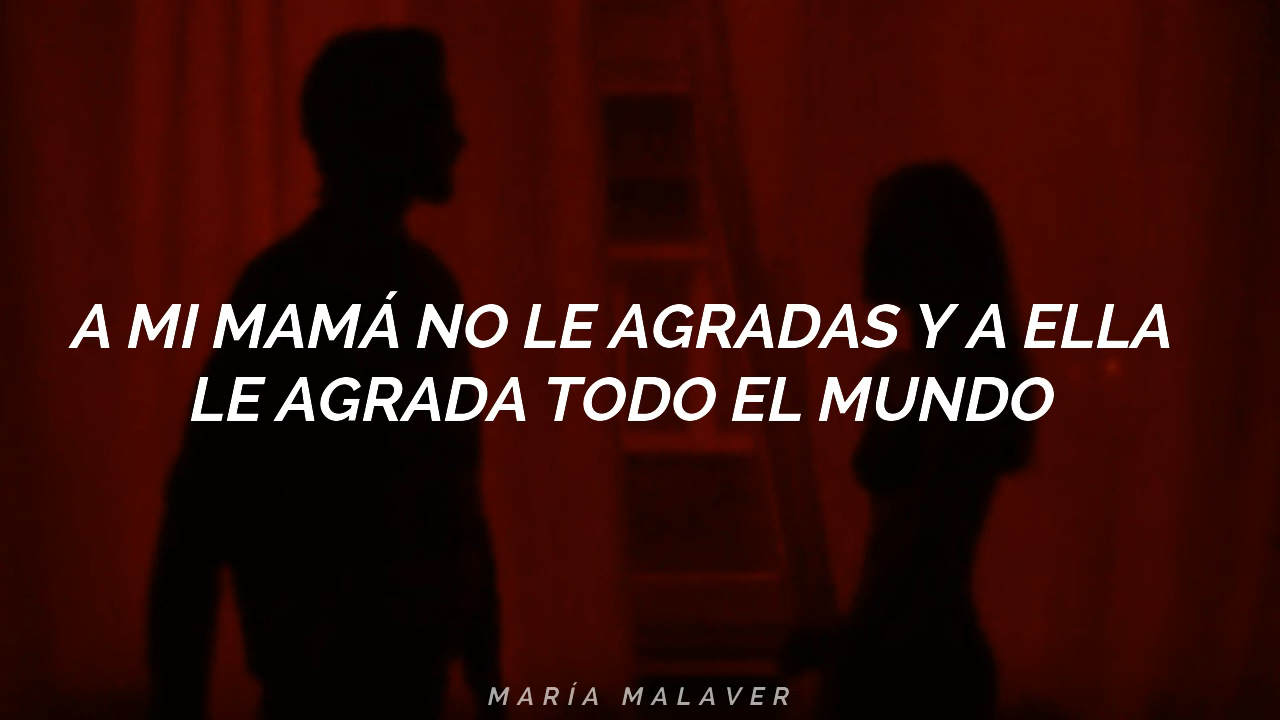 A MI MAMÁ NO LE AGRADAS Y A ELLA
LE AGRADA TODO EL MUNDO
MARÍA MALAVER